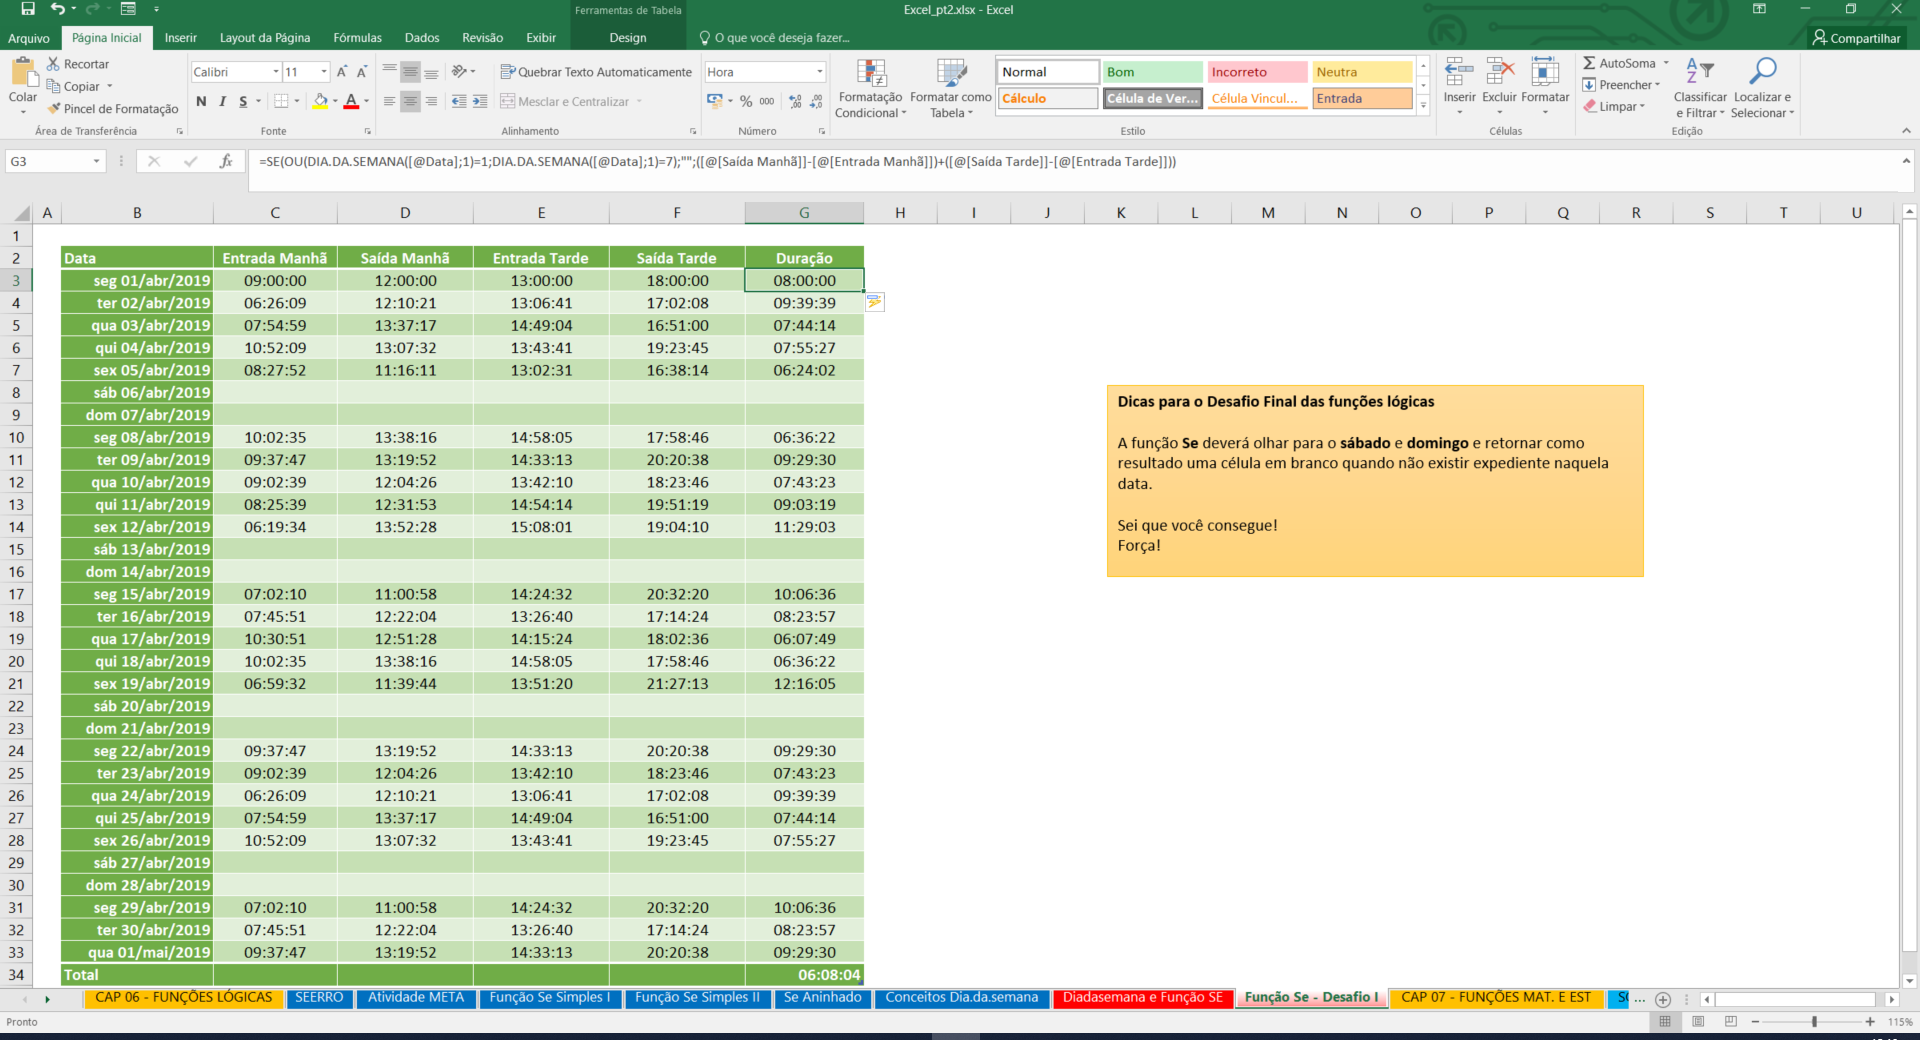 Ferramentas de Tabela
Excel_pt2.xlsx - Excel
Arquivo Página Inicial Inserir Layout da Página Fórmulas Dados Revisão Exibir Design O que você deseja fazer... Compartilhar
Colar
Recortar
Copiar
Pincel de Formatação
Área de Transferência
Calibri 11
N I S
Fonte
Quebrar Texto Automaticamente
Mesclar e Centralizar
Alinhamento
Hora
% 000
Número
Formatação Condicional
Formatar como Tabela
Normal Bom Incorreto Neutra
Cálculo Célula de Ver... Célula Vincul... Entrada
Estilo
Inserir Excluir Formatar
Células
AutoSoma
Preencher
Limpar
Classificar e Filtrar
Localizar e Selecionar
Edição
G3 fx =SE(OU(DIA.DA.SEMANA([@Data];1)=1;DIA.DA.SEMANA([@Data];1)=7);"";([@[Saída Manhã]]-[@[Entrada Manhã]])+([@[Saída Tarde]]-[@[Entrada Tarde]]))
A B C D E F G H I J K L M N O P Q R S T U
1
2 Data Entrada Manhã Saída Manhã Entrada Tarde Saída Tarde Duração
3 seg 01/abr/2019 09:00:00 12:00:00 13:00:00 18:00:00 08:00:00
4 ter 02/abr/2019 06:26:09 12:10:21 13:06:41 17:02:08 09:39:39
5 qua 03/abr/2019 07:54:59 13:37:17 14:49:04 16:51:00 07:44:14
6 qui 04/abr/2019 10:52:09 13:07:32 13:43:41 19:23:45 07:55:27
7 sex 05/abr/2019 08:27:52 11:16:11 13:02:31 16:38:14 06:24:02
8 sáb 06/abr/2019
9 dom 07/abr/2019
10 seg 08/abr/2019 10:02:35 13:38:16 14:58:05 17:58:46 06:36:22
11 ter 09/abr/2019 09:37:47 13:19:52 14:33:13 20:20:38 09:29:30
12 qua 10/abr/2019 09:02:39 12:04:26 13:42:10 18:23:46 07:43:23
13 qui 11/abr/2019 08:25:39 12:31:53 14:54:14 19:51:19 09:03:19
14 sex 12/abr/2019 06:19:34 13:52:28 15:08:01 19:04:10 11:29:03
15 sáb 13/abr/2019
16 dom 14/abr/2019
17 seg 15/abr/2019 07:02:10 11:00:58 14:24:32 20:32:20 10:06:36
18 ter 16/abr/2019 07:45:51 12:22:04 13:26:40 17:14:24 08:23:57
19 qua 17/abr/2019 10:30:51 12:51:28 14:15:24 18:02:36 06:07:49
20 qui 18/abr/2019 10:02:35 13:38:16 14:58:05 17:58:46 06:36:22
21 sex 19/abr/2019 06:59:32 11:39:44 13:51:20 21:27:13 12:16:05
22 sáb 20/abr/2019
23 dom 21/abr/2019
24 seg 22/abr/2019 09:37:47 13:19:52 14:33:13 20:20:38 09:29:30
25 ter 23/abr/2019 09:02:39 12:04:26 13:42:10 18:23:46 07:43:23
26 qua 24/abr/2019 06:26:09 12:10:21 13:06:41 17:02:08 09:39:39
27 qui 25/abr/2019 07:54:59 13:37:17 14:49:04 16:51:00 07:44:14
28 sex 26/abr/2019 10:52:09 13:07:32 13:43:41 19:23:45 07:55:27
29 sáb 27/abr/2019
30 dom 28/abr/2019
31 seg 29/abr/2019 07:02:10 11:00:58 14:24:32 20:32:20 10:06:36
32 ter 30/abr/2019 07:45:51 12:22:04 13:26:40 17:14:24 08:23:57
33 qua 01/mai/2019 09:37:47 13:19:52 14:33:13 20:20:38 09:29:30
34 Total 06:08:04
Dicas para o Desafio Final das funções lógicas
A função Se deverá olhar para o sábado e domingo e retornar como
resultado uma célula em branco quando não existir expediente naquela
data.
Sei que você consegue!
Força!
CAP 06 - FUNÇÕES LÓGICAS SEERRO Atividade META Função Se Simples I Função Se Simples II Se Aninhado Conceitos Dia.da.semana Diadasemana e Função SE Função Se - Desafio I CAP 07 - FUNÇÕES MAT. E EST ...
Pronto 115%